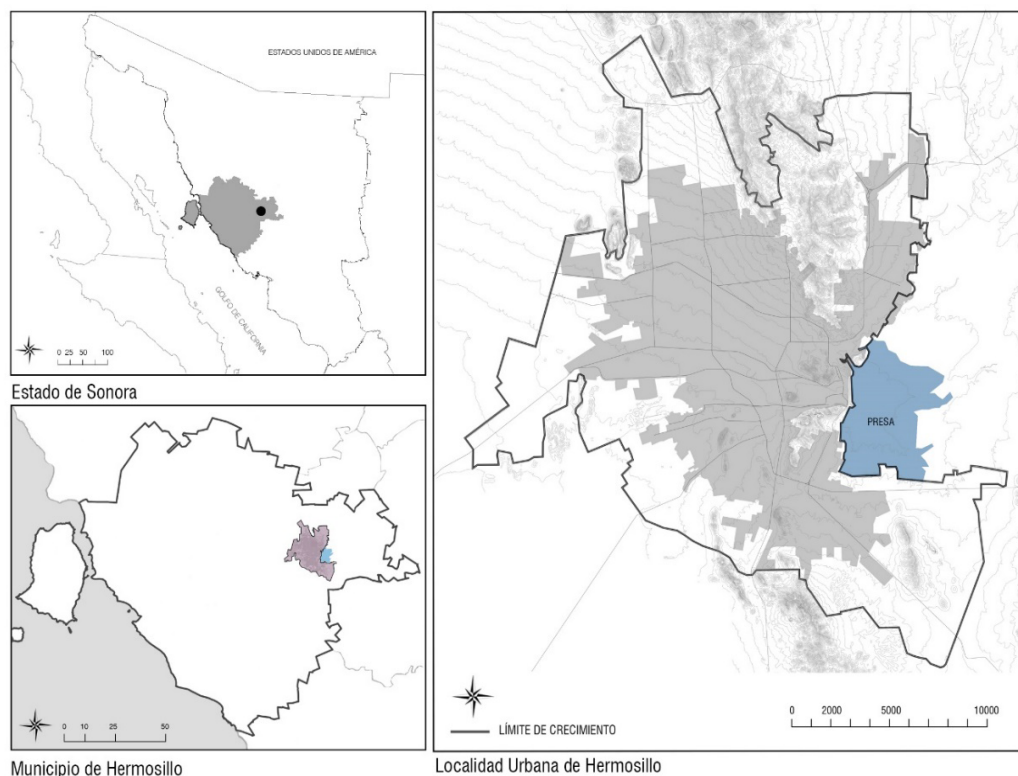 ESTADOS UNIDOS DE AMÉRICA
GOLFO DE CALIFORNIA
0 25 50 100
Estado de Sonora
0 10 25 50
Municipio de Hermosillo
PRESA
LÍMITE DE CRECIMIENTO
0 2000 5000 10000
Localidad Urbana de Hermosillo